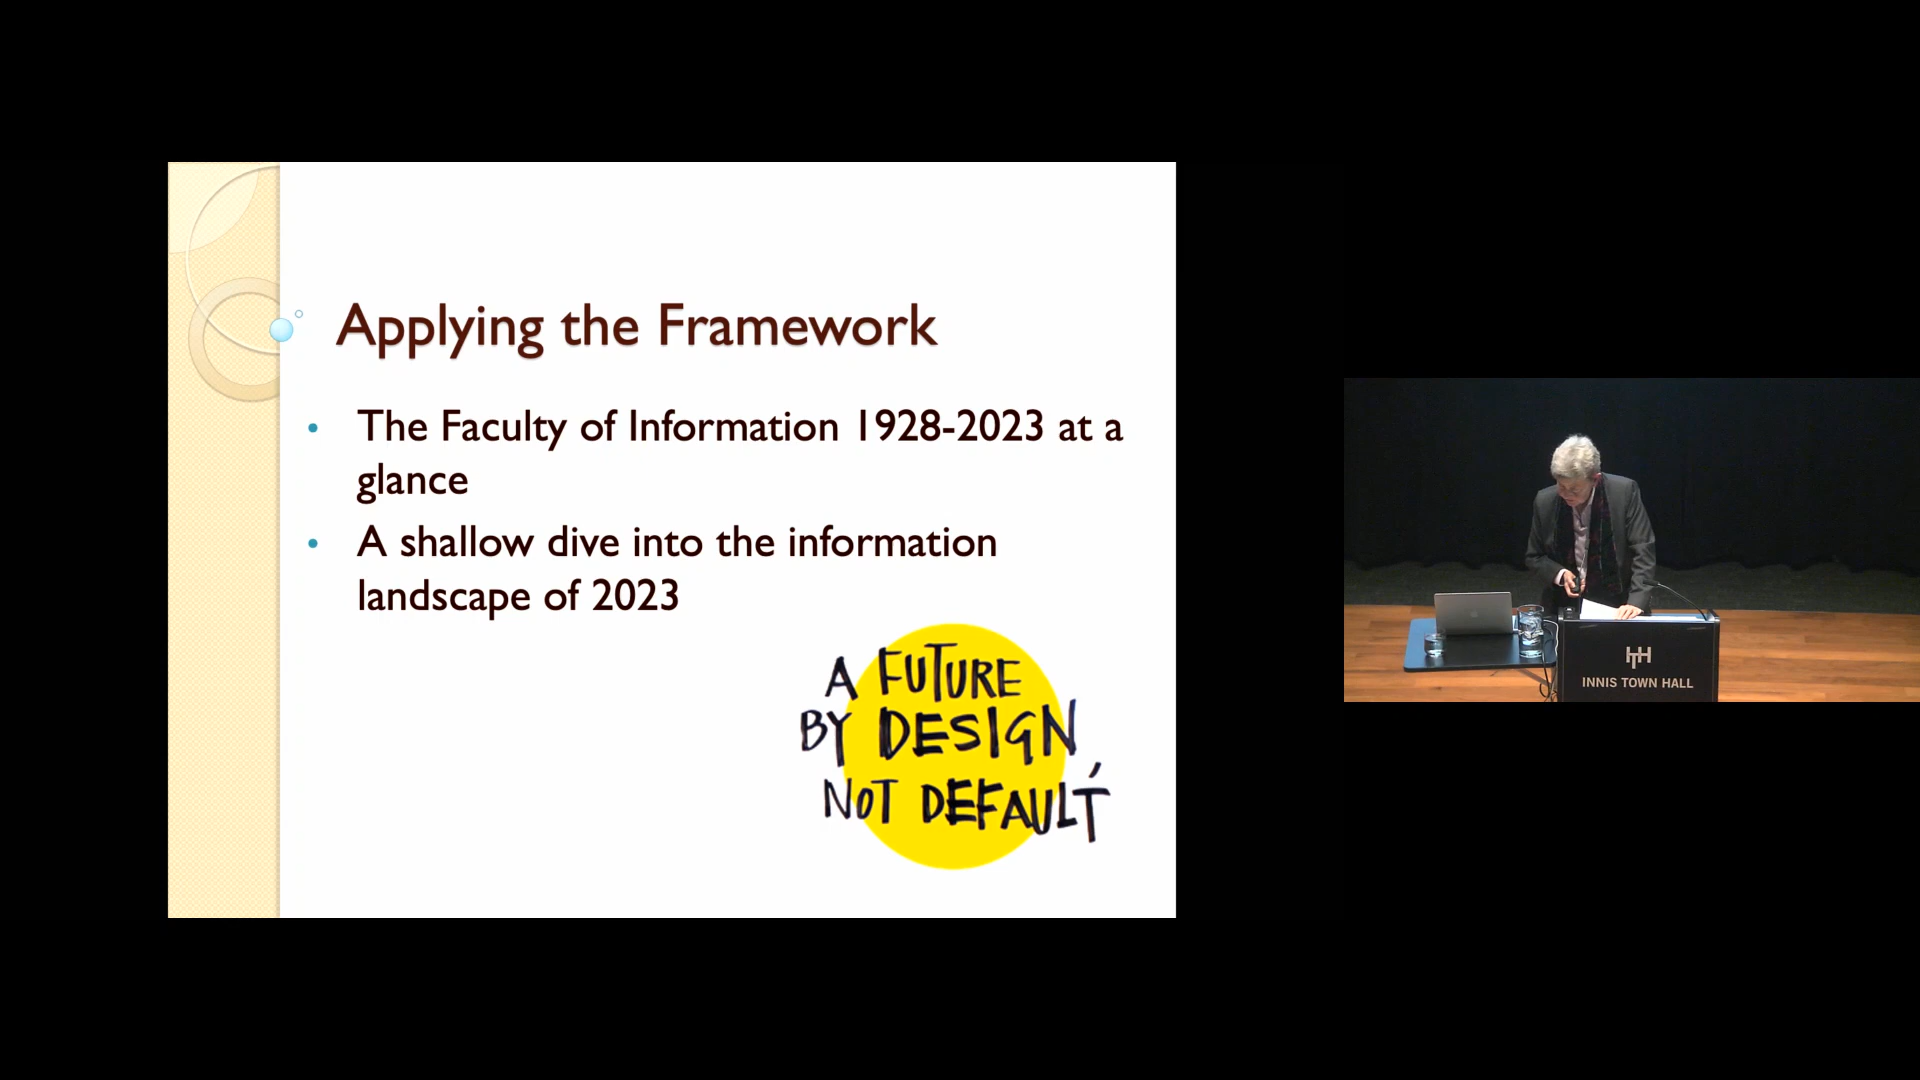 Applying the Framework
• The Faculty of Information 1928-2023 at a
glance
• A shallow dive into the information
landscape of 2023
A FUTURE
BY DESIGN,
NOT DEFAULT
HTH
INNIS TOWN HALL